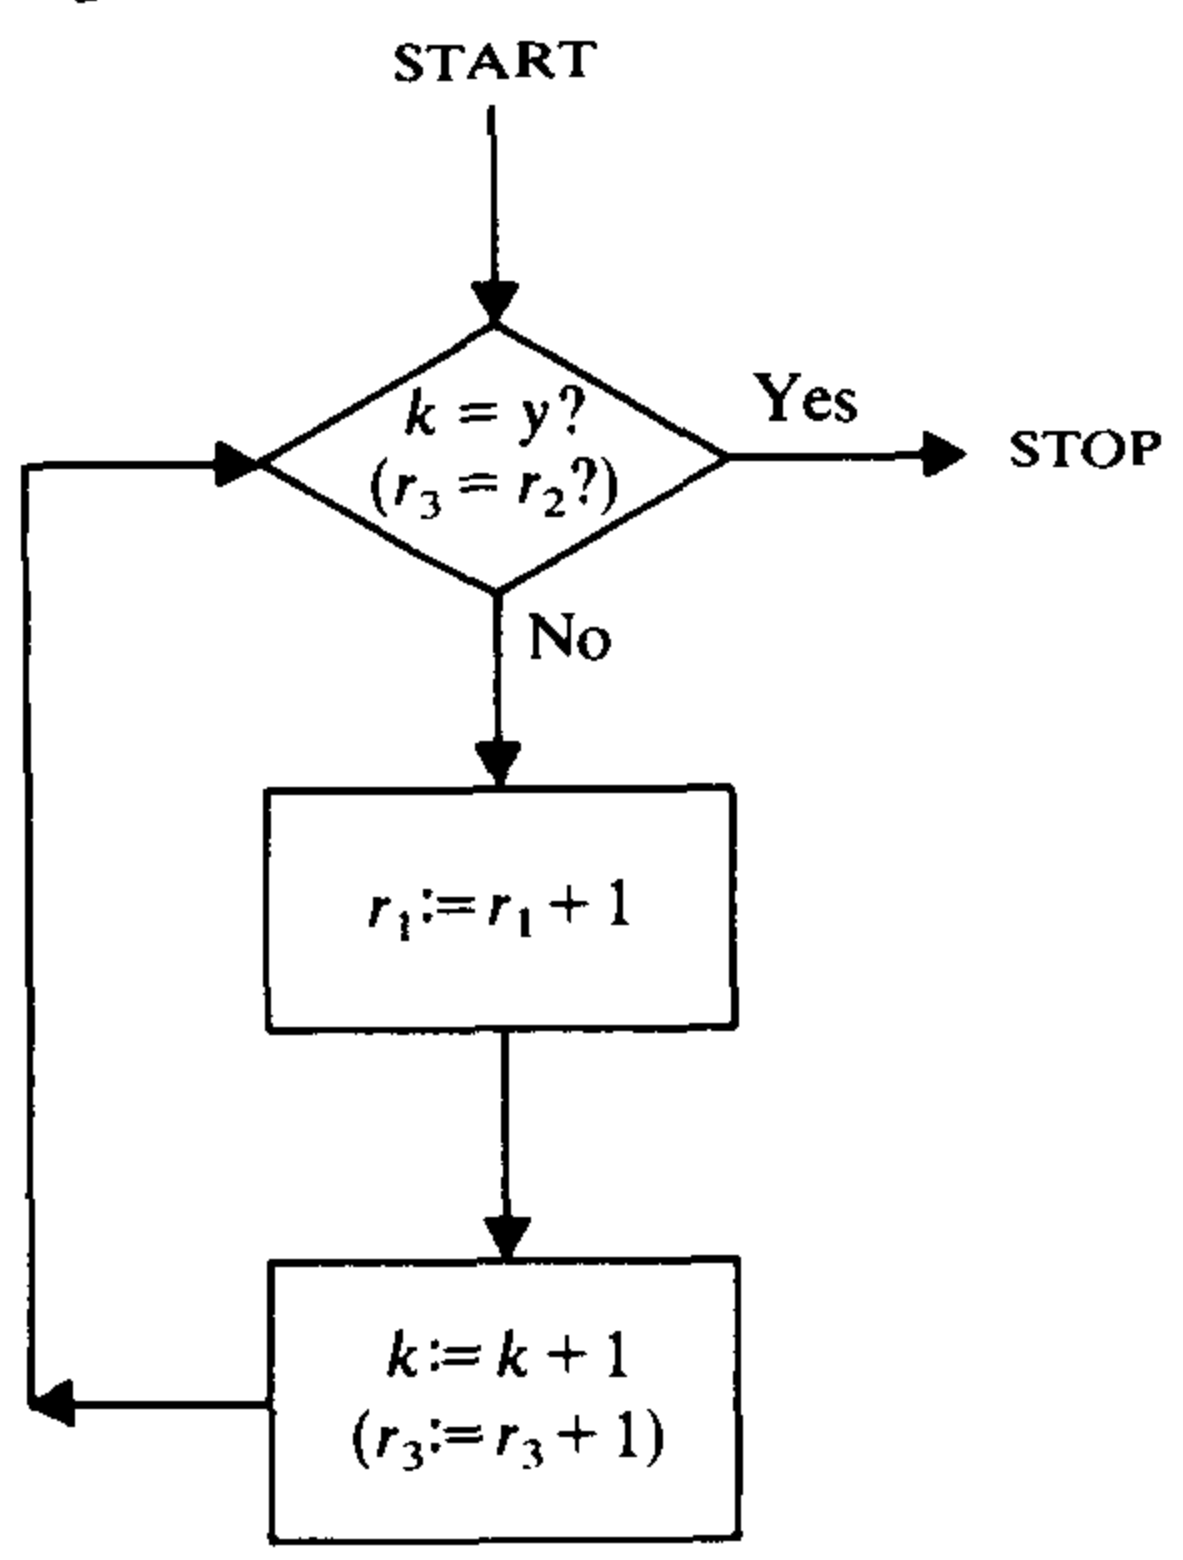 START
k = y?
(r₃ = r₂?)
Yes
STOP
No
r₁:= r₁ + 1
k:= k + 1
(r₃:= r₃ + 1)